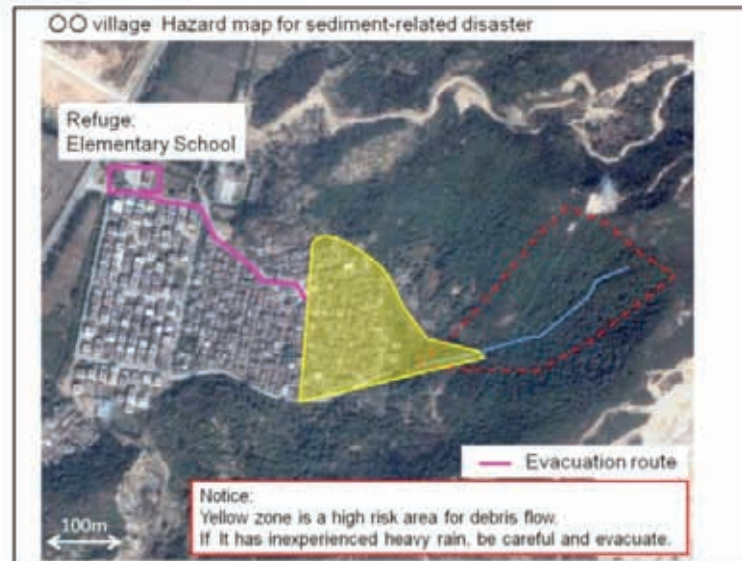 ○○ village Hazard map for sediment-related disaster
Refuge:
Elementary School
Evacuation route
Notice:
Yellow zone is a high risk area for debris flow.
If It has inexperienced heavy rain, be careful and evacuate.
100m